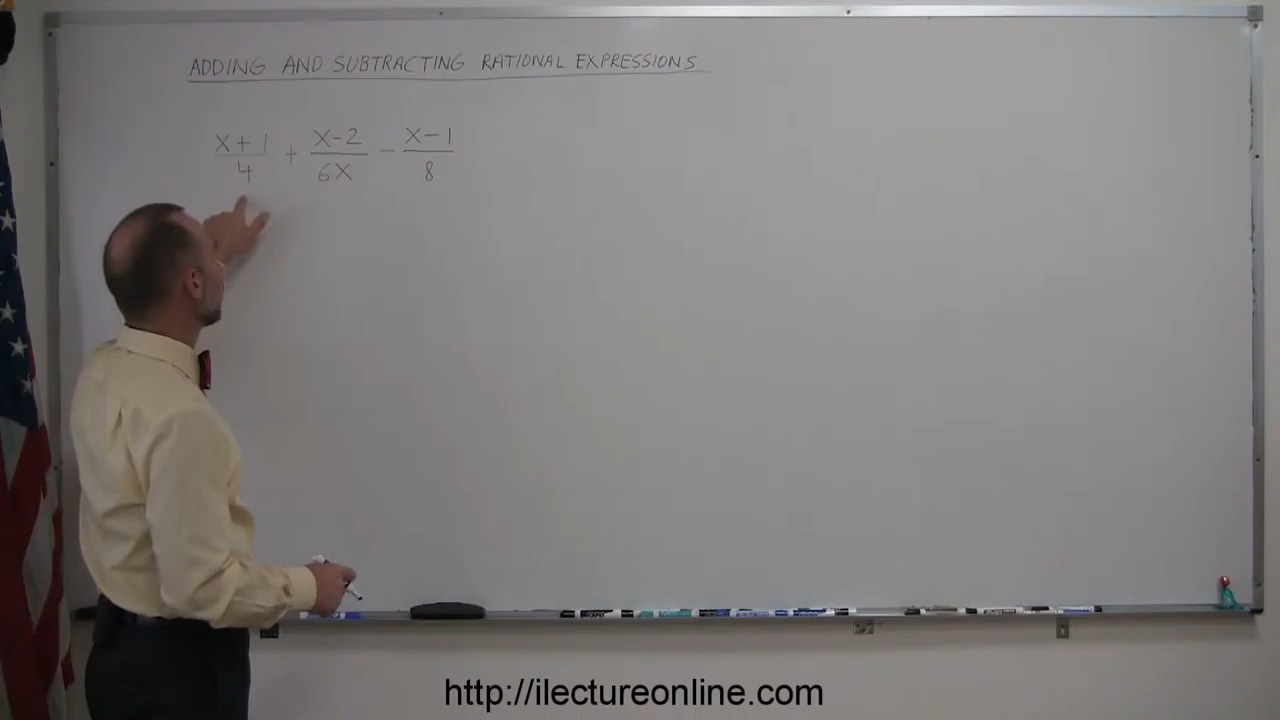 ADDING AND SUBTRACTING RATIONAL EXPRESSIONS
x+1/4 + x-2/6x - x-1/8
http://ilectureonline.com